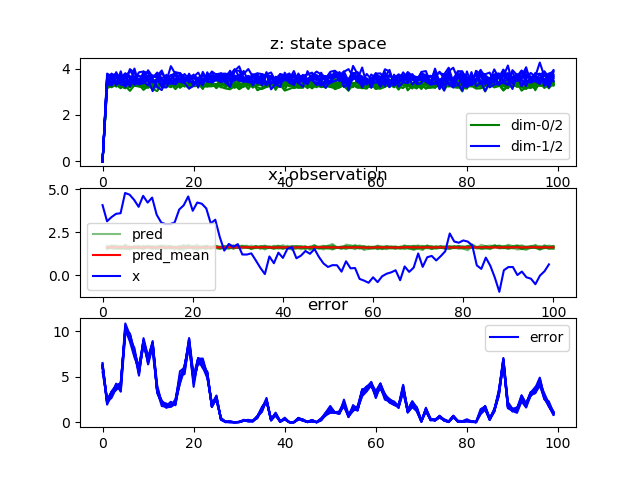 z: state space
4
2
0
dim-0/2
dim-1/2
0 20 40 60 80 100
x: observation
5.0
2.5
0.0
pred
pred_mean
x
0 20 40 60 80 100
error
10
5
0
error
0 20 40 60 80 100